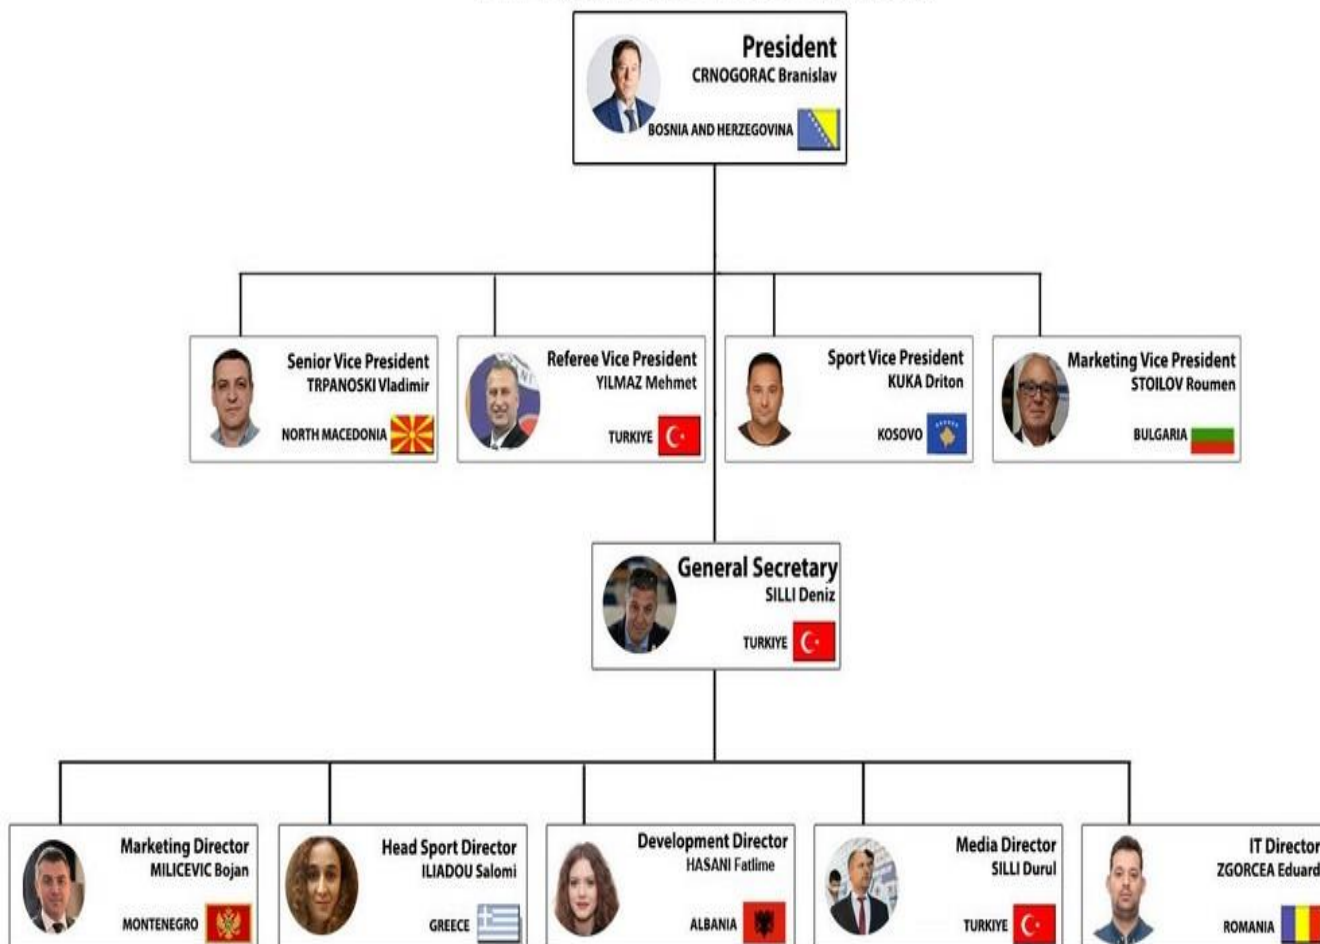 President
CRNOGORAC Branislav
BOSNIA AND HERZEGOVINA
Senior Vice President
TRPANOSKI Vladimir
NORTH MACEDONIA
Referee Vice President
YILMAZ Mehmet
TURKIYE
Sport Vice President
KUKA Driton
KOSOVO
Marketing Vice President
STOILOV Roumen
BULGARIA
General Secretary
SILLI Deniz
TURKIYE
Marketing Director
MILICEVIC Bojan
MONTENEGRO
Head Sport Director
ILIADOU Salomi
GREECE
Development Director
HASANI Fatlime
ALBANIA
Media Director
SILLI Durul
TURKIYE
IT Director
ZGORCEA Eduard
ROMANIA